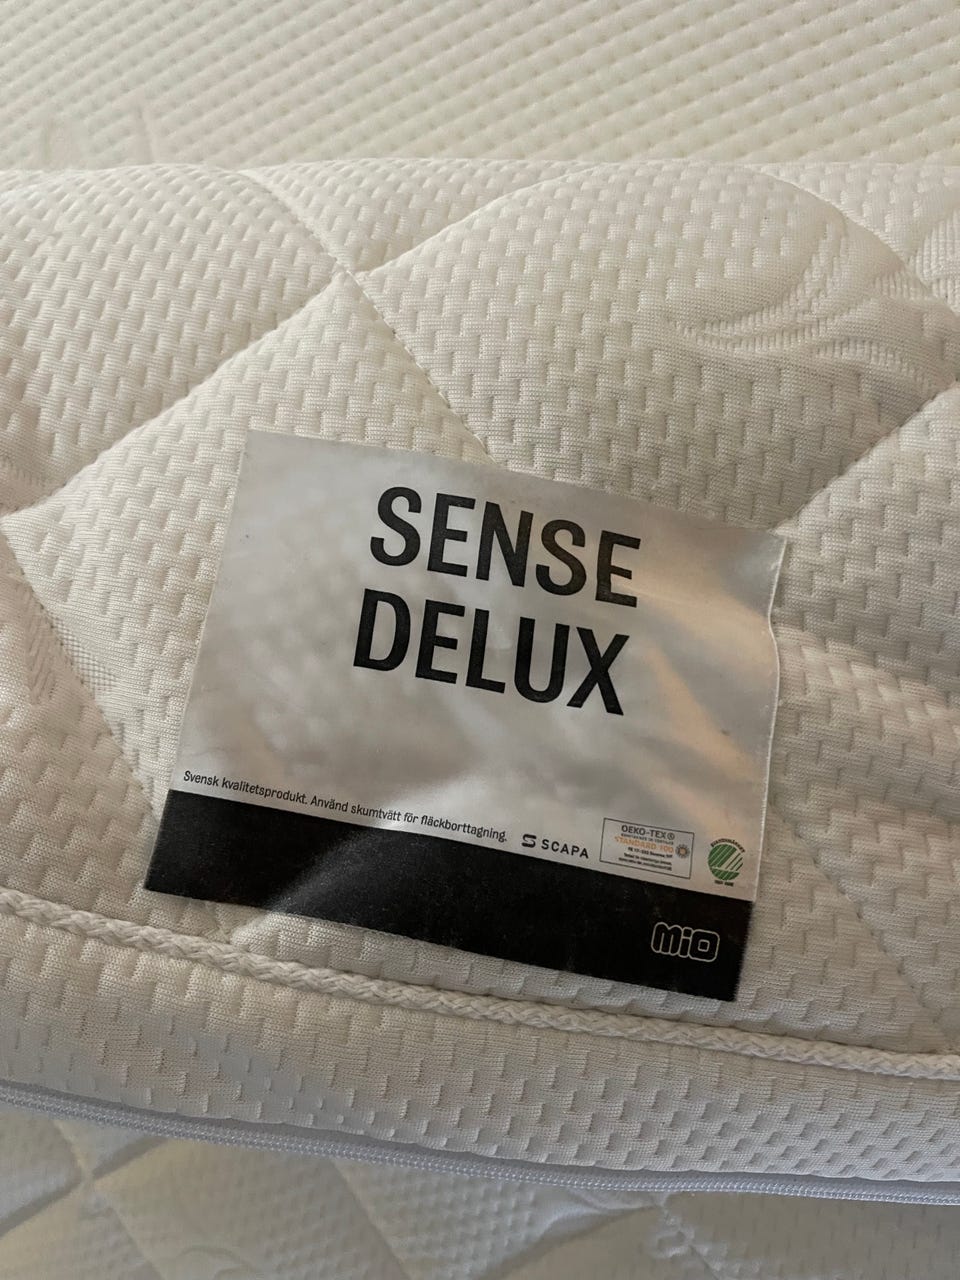 SENSE
DELUX
Svensk kvalitetsprodukt. Använd skumtvätt för fläckborttagning.
SCAPA
OEKO-TEX®
STANDARD 100
MiO